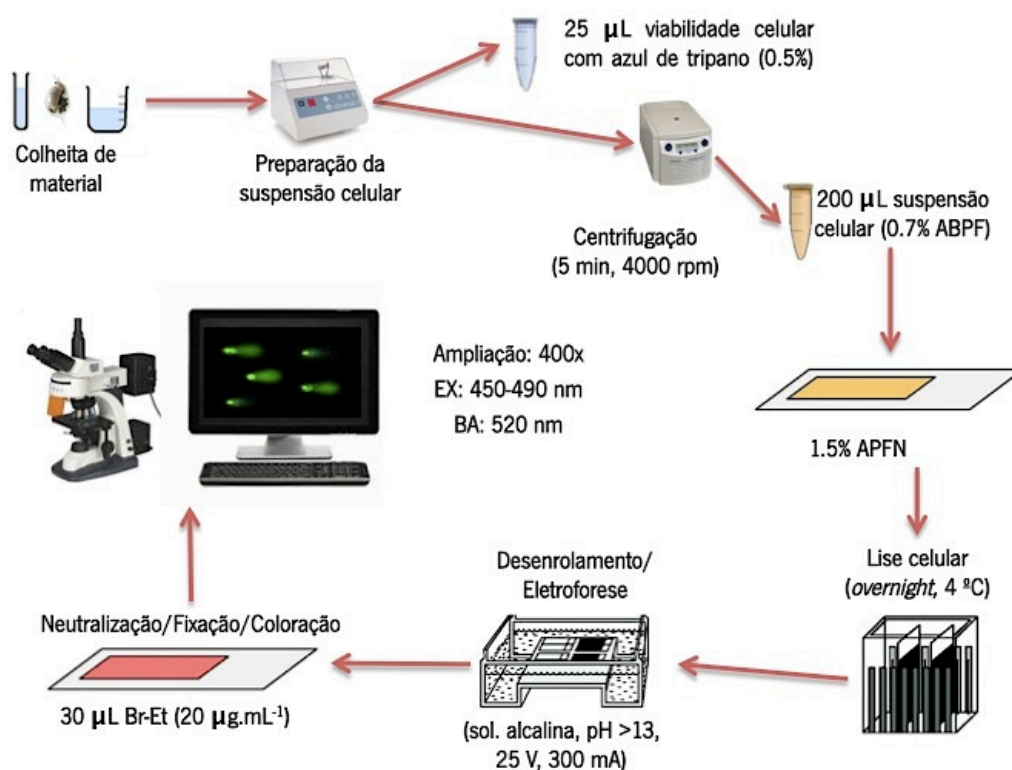 Colheita de
material
Preparação da
suspensão celular
25 µL viabilidade celular
com azul de tripano (0.5%)
Centrifugação
(5 min, 4000 rpm)
200 µL suspensão
celular (0.7% ABPF)
1.5% APFN
Lise celular
(overnight, 4 ºC)
Desenrolamento/
Eletroforese
(sol. alcalina, pH >13,
25 V, 300 mA)
Neutralização/Fixação/Coloração
30 µL Br-Et (20 µg.mL-1)
Ampliação: 400x
EX: 450-490 nm
BA: 520 nm